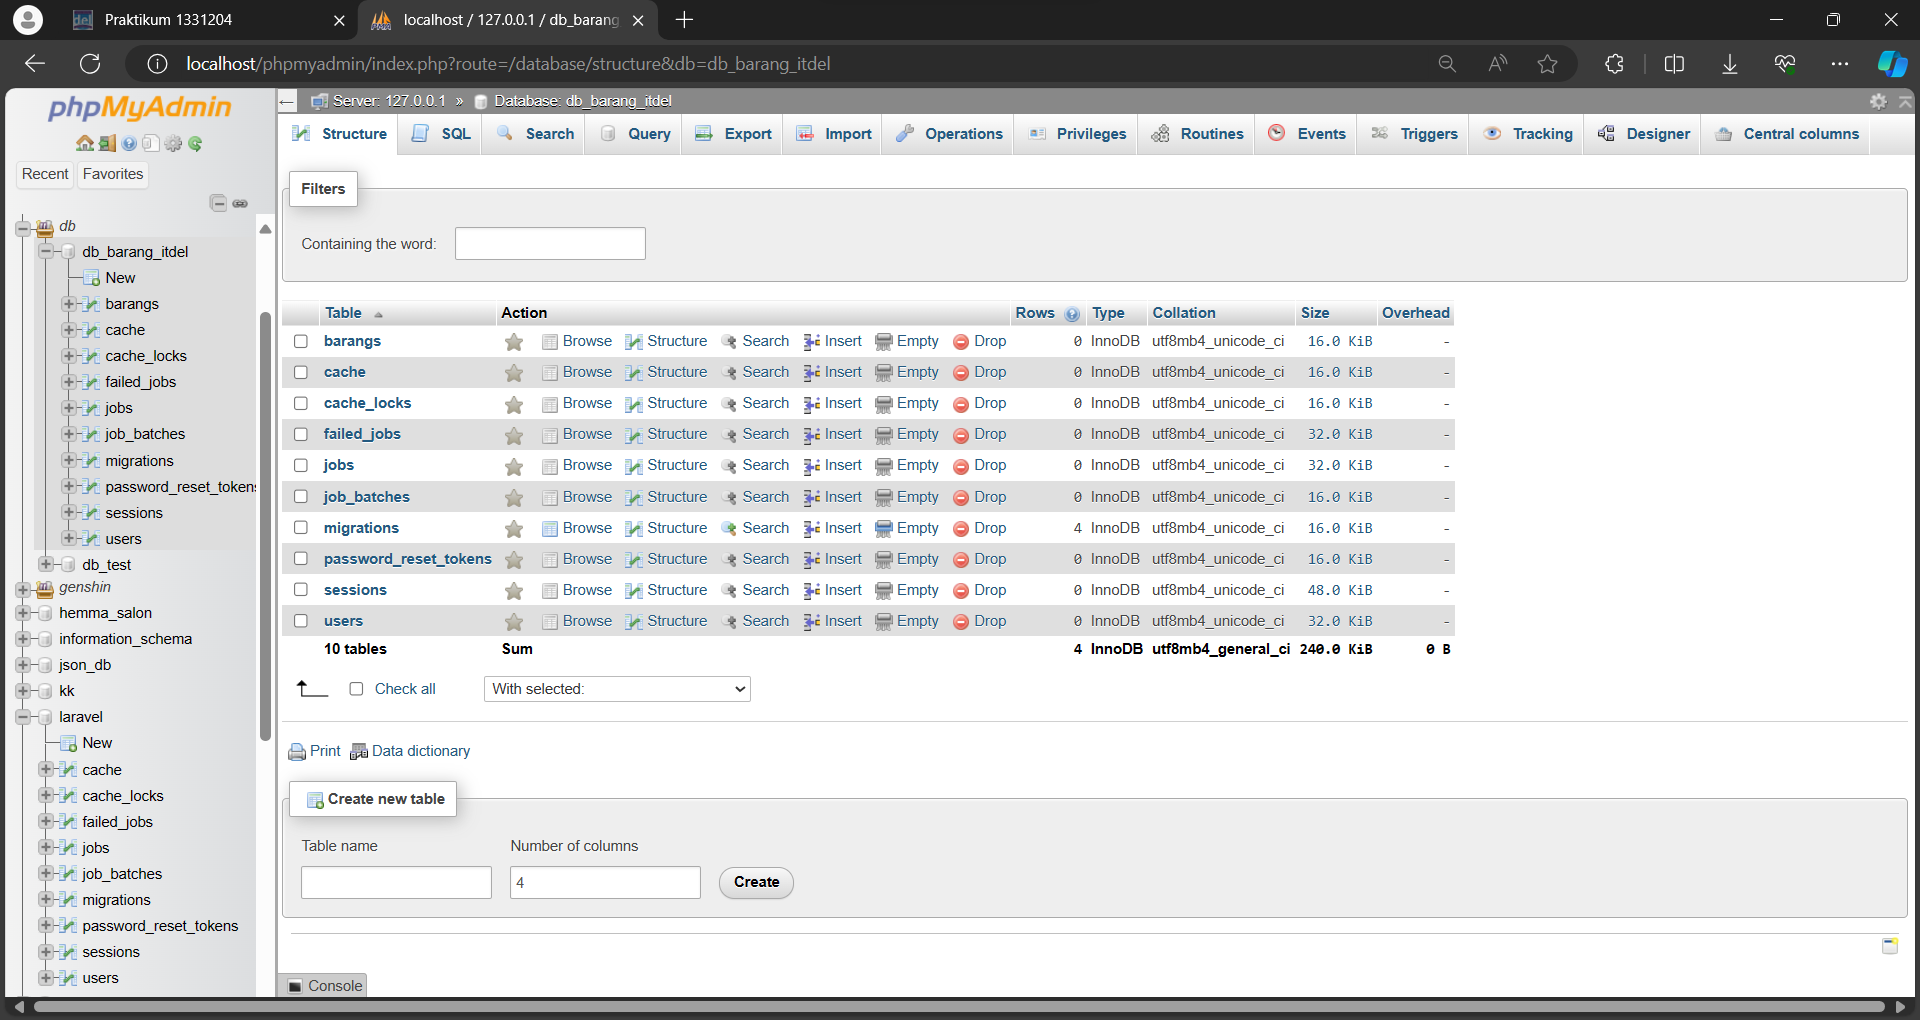 Praktikum 1331204
localhost / 127.0.0.1 / db_barang
localhost/phpmyadmin/index.php?route=/database/structure&db=db_barang_itdel
phpMyAdmin
Recent
Favorites
db
db_barang_itdel
New
barangs
cache
cache_locks
failed_jobs
jobs
job_batches
migrations
password_reset_tokens
sessions
users
db_test
genshin
hemma_salon
information_schema
json_db
kk
laravel
New
cache
cache_locks
failed_jobs
jobs
job_batches
migrations
password_reset_tokens
sessions
users
Server: 127.0.0.1 » Database: db_barang_itdel
Structure SQL Search Query Export Import Operations Privileges Routines Events Triggers Tracking Designer Central columns
Filters
Containing the word:
Table Action Rows Type Collation Size Overhead
barangs Browse Structure Search Insert Empty Drop 0 InnoDB utf8mb4_unicode_ci 16.0 KiB -
cache Browse Structure Search Insert Empty Drop 0 InnoDB utf8mb4_unicode_ci 16.0 KiB -
cache_locks Browse Structure Search Insert Empty Drop 0 InnoDB utf8mb4_unicode_ci 16.0 KiB -
failed_jobs Browse Structure Search Insert Empty Drop 0 InnoDB utf8mb4_unicode_ci 32.0 KiB -
jobs Browse Structure Search Insert Empty Drop 0 InnoDB utf8mb4_unicode_ci 32.0 KiB -
job_batches Browse Structure Search Insert Empty Drop 0 InnoDB utf8mb4_unicode_ci 16.0 KiB -
migrations Browse Structure Search Insert Empty Drop 4 InnoDB utf8mb4_unicode_ci 16.0 KiB -
password_reset_tokens Browse Structure Search Insert Empty Drop 0 InnoDB utf8mb4_unicode_ci 16.0 KiB -
sessions Browse Structure Search Insert Empty Drop 0 InnoDB utf8mb4_unicode_ci 48.0 KiB -
users Browse Structure Search Insert Empty Drop 0 InnoDB utf8mb4_unicode_ci 32.0 KiB -
10 tables Sum 4 InnoDB utf8mb4_general_ci 240.0 KiB 0 B
Check all With selected:
Print Data dictionary
Create new table
Table name Number of columns
4 Create
Console